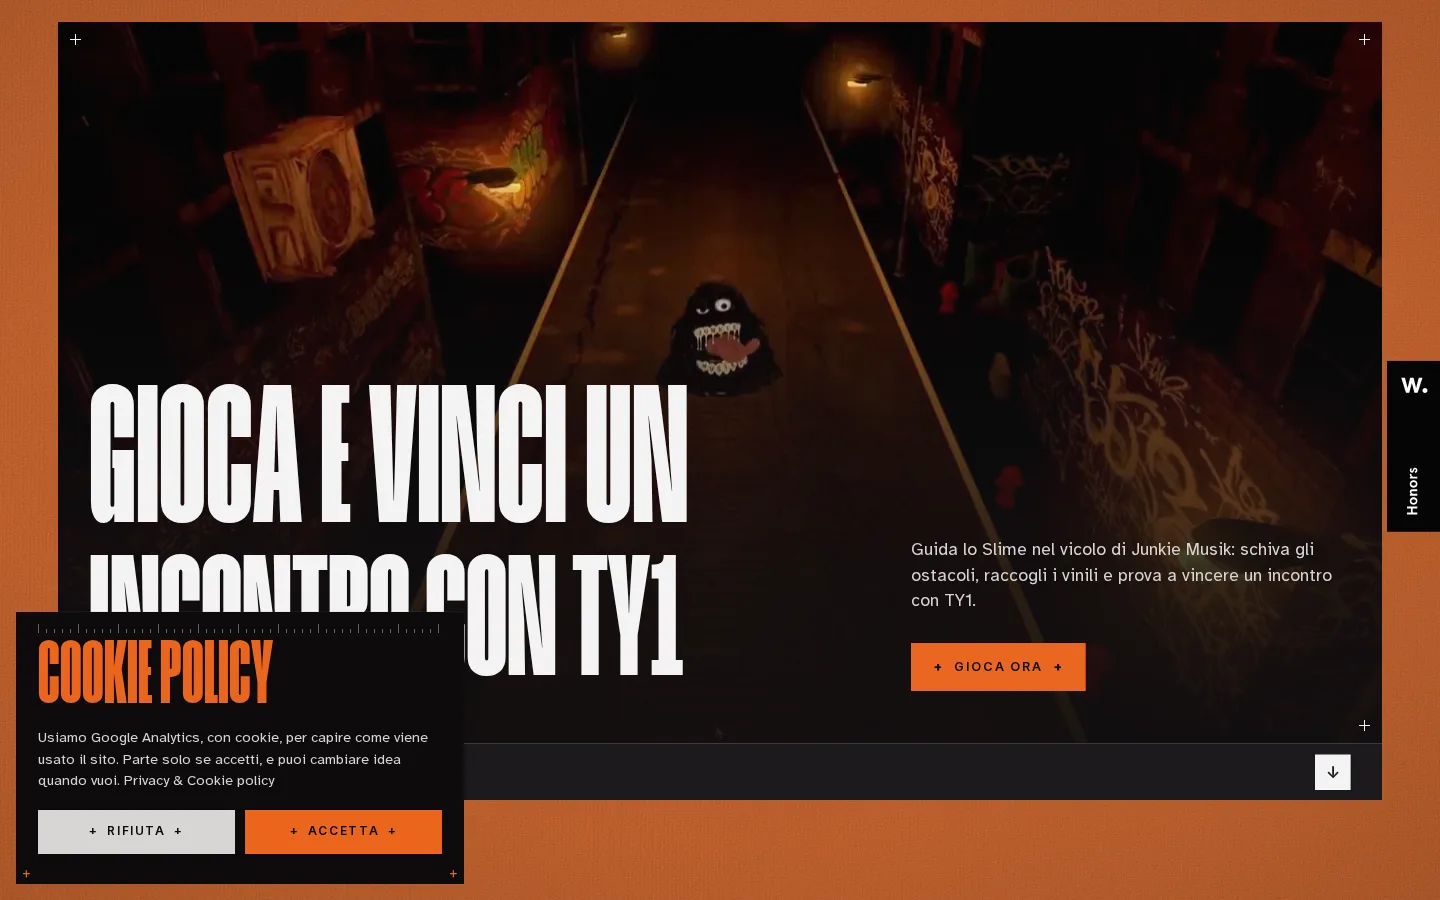 GIOCA E VINCI UN
INCONTRO CON TY1
Guida lo Slime nel vicolo di Junkie Musik: schiva gli
ostacoli, raccogli i vinili e prova a vincere un incontro
con TY1.
+ GIOCA ORA +
W.
Honors
COOKIE POLICY
Usiamo Google Analytics, con cookie, per capire come viene
usato il sito. Parte solo se accetti, e puoi cambiare idea
quando vuoi. Privacy & Cookie policy
+ RIFIUTA +
+ ACCETTA +